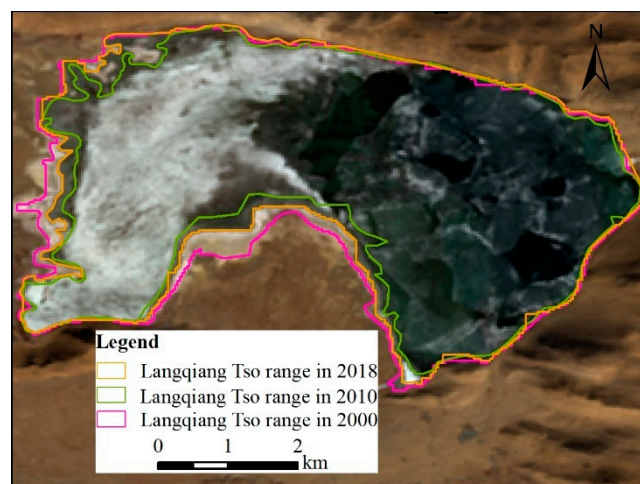 N
Legend
Langqiang Tso range in 2018
Langqiang Tso range in 2010
Langqiang Tso range in 2000
0 1 2
km